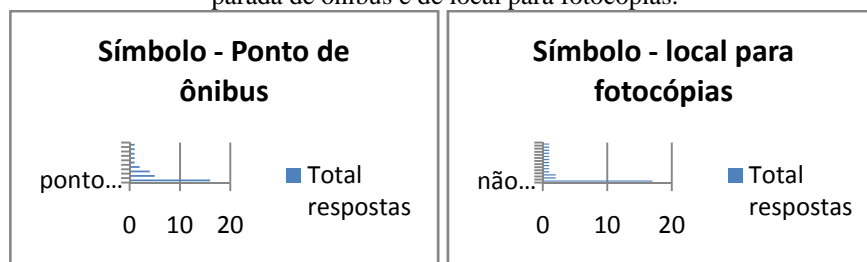 parada de ônibus e de local para fotocópias.
Símbolo - Ponto de
ônibus
ponto...
Total
respostas
0 10 20
Símbolo - local para
fotocópias
não...
Total
respostas
0 10 20